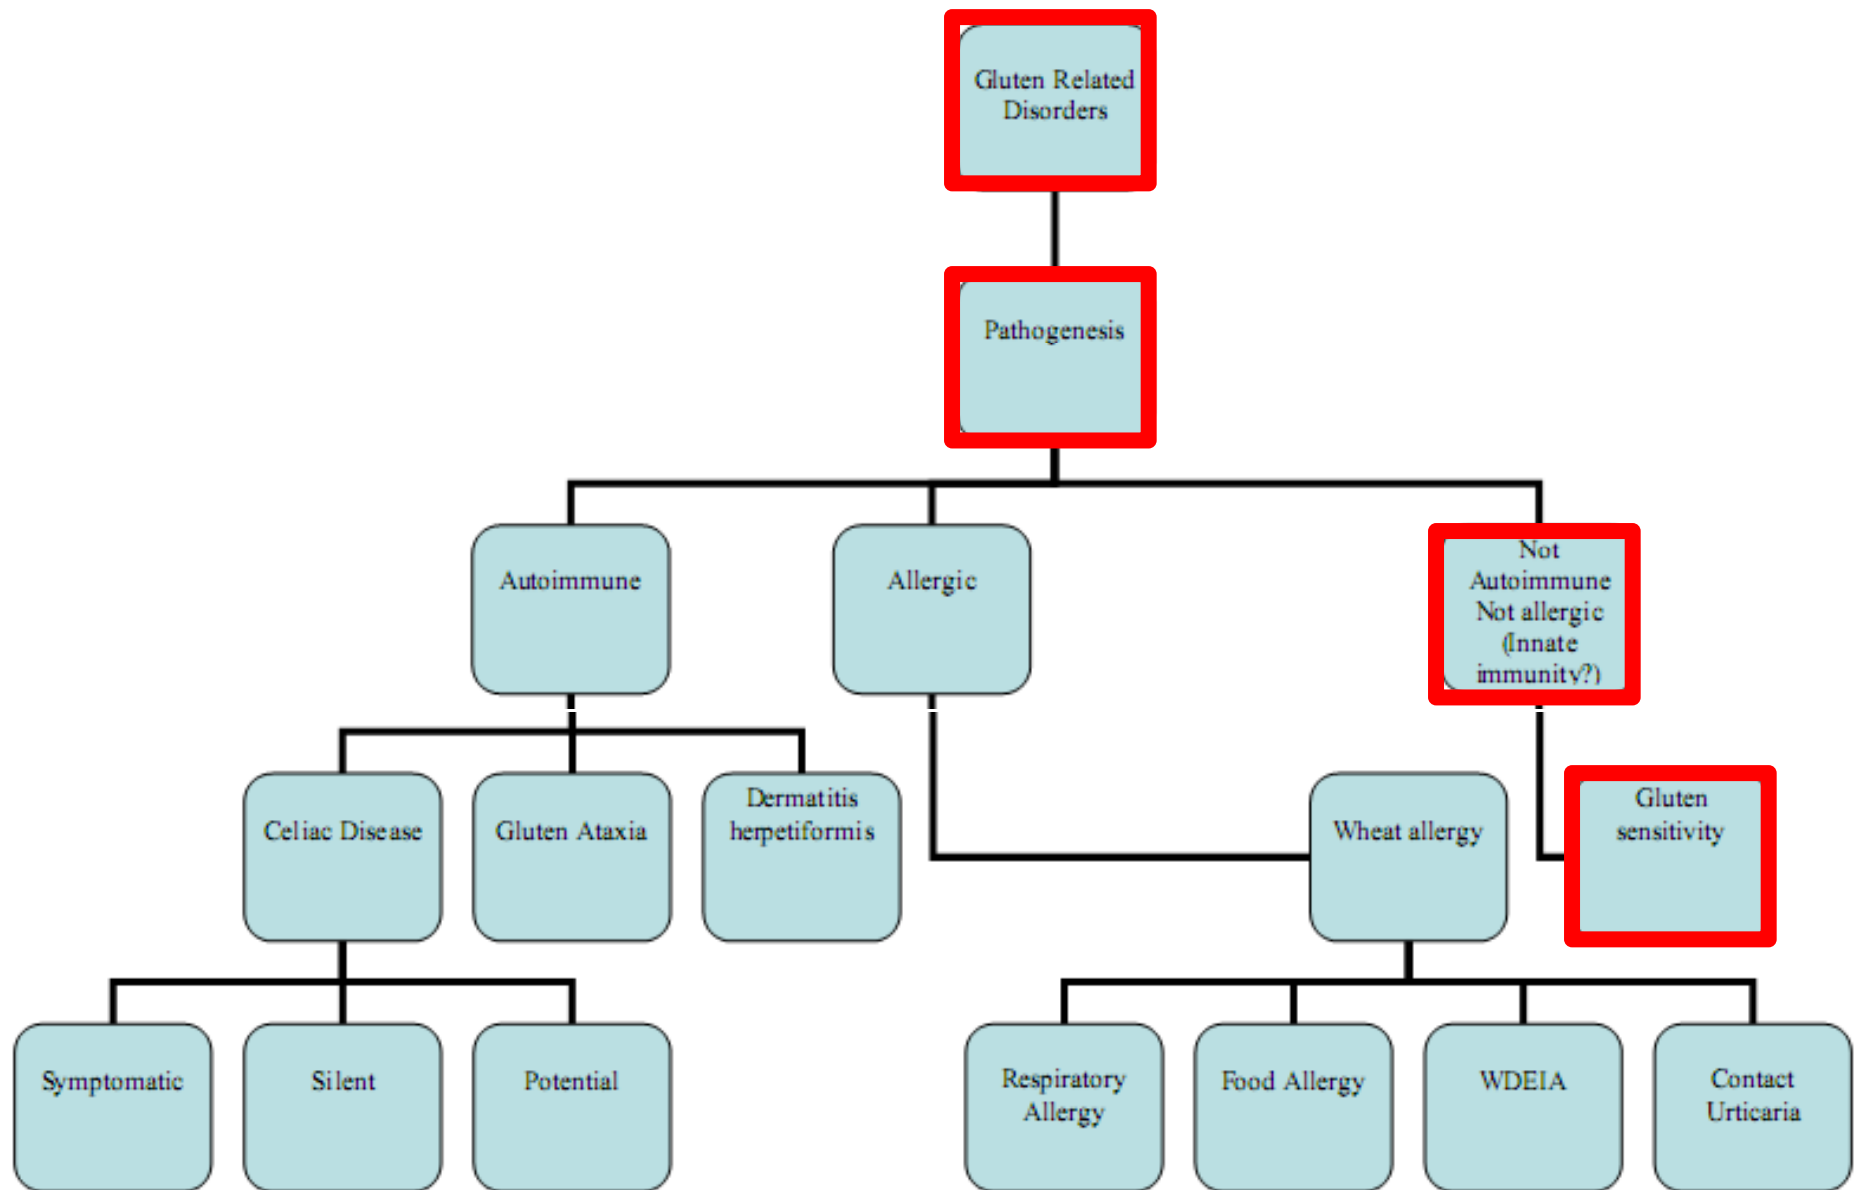 Gluten Related
Disorders
Pathogenesis
Autoimmune
Allergic
Not
Autoimmune
Not allergic
(Innate
immunity?)
Celiac Disease
Gluten Ataxia
Dermatitis
herpetiformis
Wheat allergy
Gluten
sensitivity
Symptomatic
Silent
Potential
Respiratory
Allergy
Food Allergy
WDEIA
Contact
Urticaria